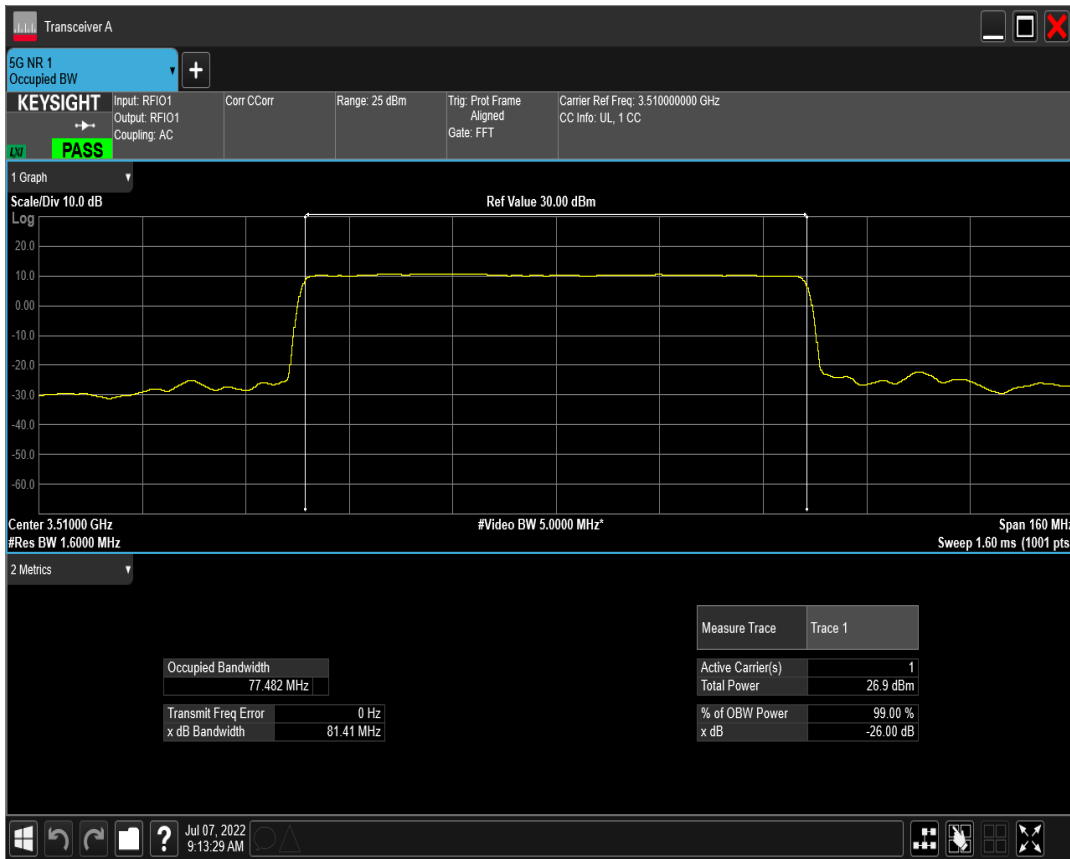 Transceiver A
5G NR 1
Occupied BW
+
KEYSIGHT
LXI
PASS
Input: RFIO1
Output: RFIO1
Coupling: AC
Corr CCorr
Range: 25 dBm
Trig: Prot Frame
Aligned
Gate: FFT
Carrier Ref Freq: 3.510000000 GHz
CC Info: UL, 1 CC
1 Graph
Scale/Div 10.0 dB
Ref Value 30.00 dBm
Log
20.0
10.0
0.00
-10.0
-20.0
-30.0
-40.0
-50.0
-60.0
Center 3.51000 GHz
#Video BW 5.0000 MHz*
Span 160 MHz
#Res BW 1.6000 MHz
Sweep 1.60 ms (1001 pts
2 Metrics
Measure Trace Trace 1
Occupied Bandwidth
77.482 MHz
Active Carrier(s) 1
Total Power 26.9 dBm
Transmit Freq Error 0 Hz
x dB Bandwidth 81.41 MHz
% of OBW Power 99.00 %
x dB -26.00 dB
?
Jul 07, 2022
9:13:29 AM